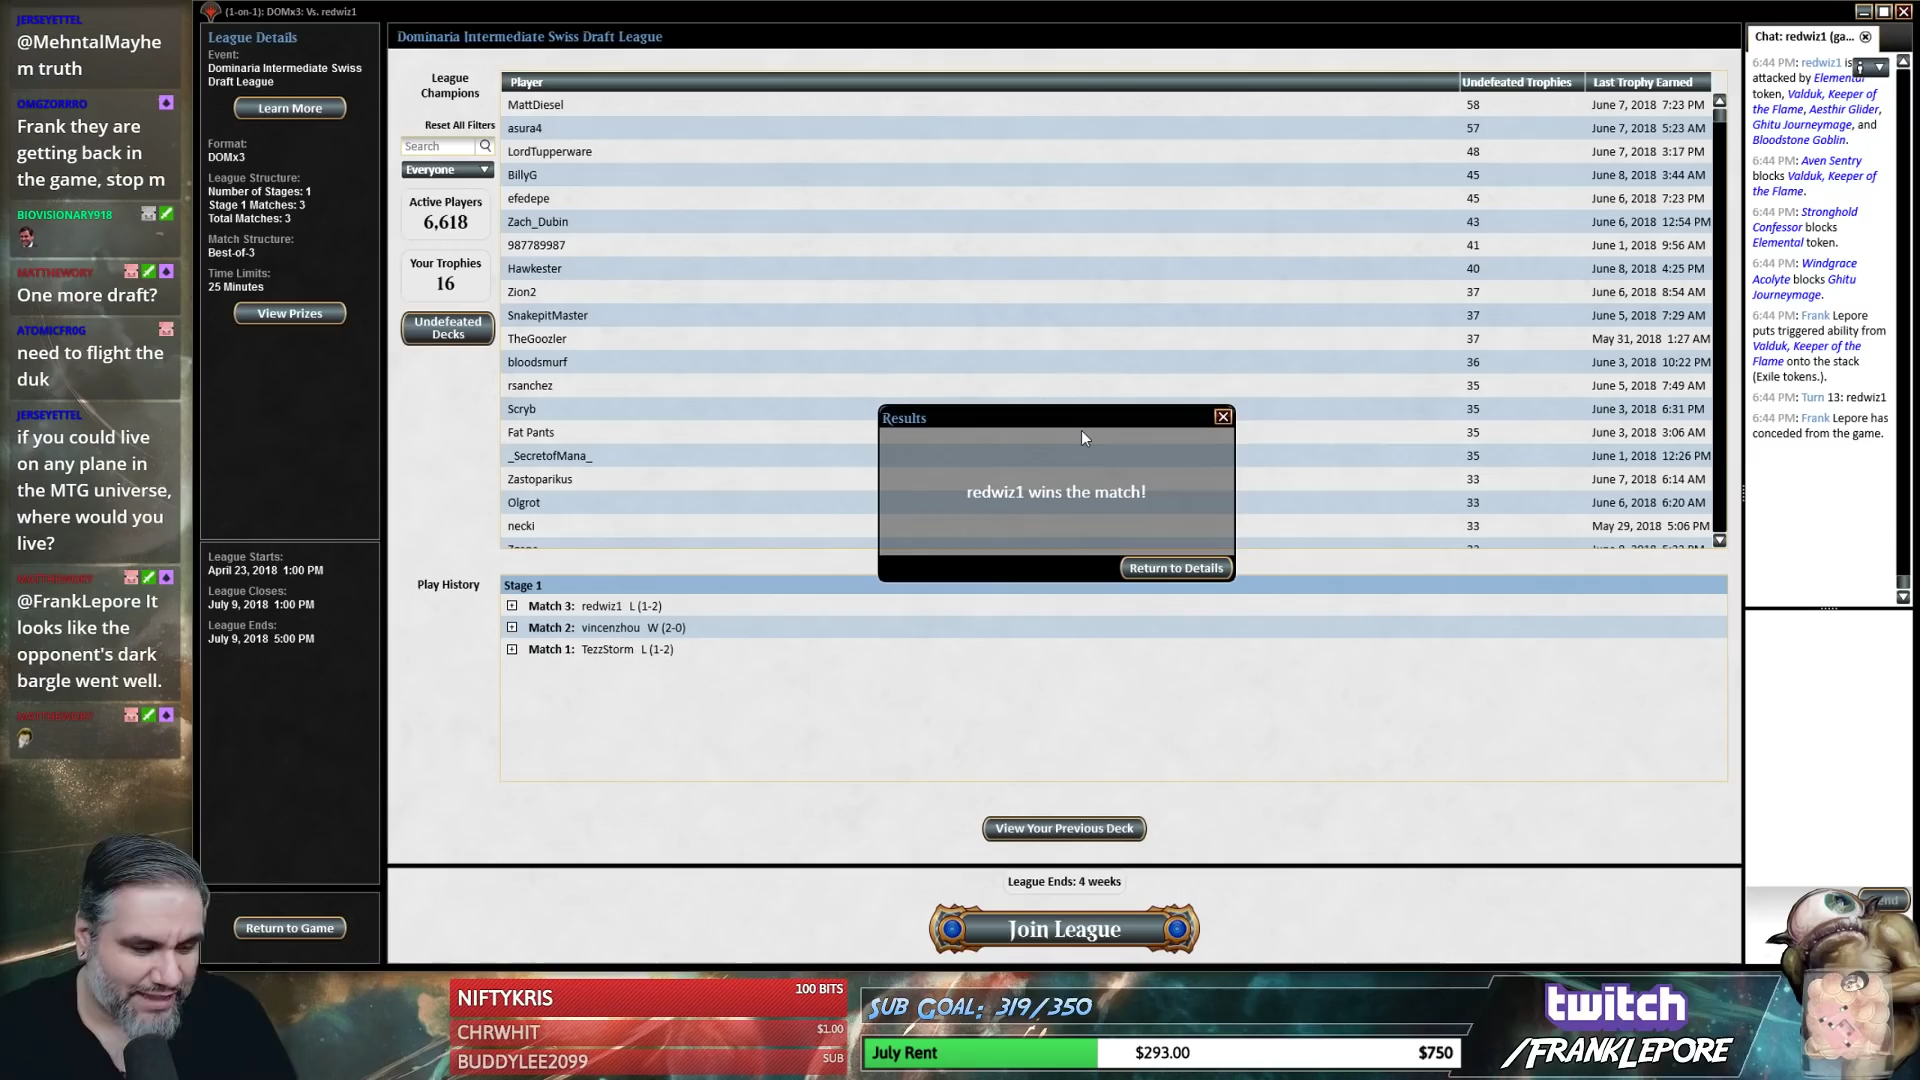 JERSEYETTEL
@MehntalMayhe
m truth
OMGZORRRO
Frank they are
getting back in
the game, stop m
BIOVISIONARY918
MATTHEWORY
One more draft?
ATOMICFR0G
need to flight the
duk
JERSEYETTEL
if you could live
on any plane in
the MTG universe,
where would you
live?
MATTHEWORY
@FrankLepore It
looks like the
opponent's dark
bargle went well.
MATTHEWORY
(1-on-1): DOMx3: Vs. redwiz1
League Details
Event:
Dominaria Intermediate Swiss
Draft League
Learn More
Format:
DOMx3
League Structure:
Number of Stages: 1
Stage 1 Matches: 3
Total Matches: 3
Match Structure:
Best-of-3
Time Limits:
25 Minutes
View Prizes
League Starts:
April 23, 2018 1:00 PM
League Closes:
July 9, 2018 1:00 PM
League Ends:
July 9, 2018 5:00 PM
Return to Game
Dominaria Intermediate Swiss Draft League
League
Champions
Reset All Filters
Search
Everyone
Active Players
6,618
Your Trophies
16
Undefeated
Decks
Player Undefeated Trophies Last Trophy Earned
MattDiesel 58 June 7, 2018 7:23 PM
asura4 57 June 7, 2018 5:23 AM
LordTupperware 48 June 7, 2018 3:17 PM
BillyG 45 June 8, 2018 3:44 AM
efedepe 45 June 6, 2018 7:23 PM
Zach_Dubin 43 June 6, 2018 12:54 PM
987789987 41 June 1, 2018 9:56 AM
Hawkester 40 June 8, 2018 4:25 PM
Zion2 37 June 6, 2018 8:54 AM
SnakepitMaster 37 June 5, 2018 7:29 AM
TheGoozler 37 May 31, 2018 1:27 AM
bloodsmurf 36 June 3, 2018 10:22 PM
rsanchez 35 June 5, 2018 7:49 AM
Scryb 35 June 3, 2018 6:31 PM
Fat Pants 35 June 3, 2018 3:06 AM
_SecretofMana_ 35 June 1, 2018 12:26 PM
Zastoparikus 33 June 7, 2018 6:14 AM
Olgrot 33 June 6, 2018 6:20 AM
necki 33 May 29, 2018 5:06 PM
Results
redwiz1 wins the match!
Return to Details
Play History
Stage 1
Match 3: redwiz1 L (1-2)
Match 2: vincenzhou W (2-0)
Match 1: TezzStorm L (1-2)
View Your Previous Deck
League Ends: 4 weeks
Join League
Chat: redwiz1 (ga...
6:44 PM: redwiz1 is
attacked by Elemental
token, Valduk, Keeper of
the Flame, Aesthir Glider,
Ghitu Journeymage, and
Bloodstone Goblin.
6:44 PM: Aven Sentry
blocks Valduk, Keeper of
the Flame.
6:44 PM: Stronghold
Confessor blocks
Elemental token.
6:44 PM: Windgrace
Acolyte blocks Ghitu
Journeymage.
6:44 PM: Frank Lepore
puts triggered ability from
Valduk, Keeper of the
Flame onto the stack
(Exile tokens.).
6:44 PM: Turn 13: redwiz1
6:44 PM: Frank Lepore has
conceded from the game.
NIFTYKRIS 100 BITS
CHRWHIT $1.00
BUDDYLEE2099 SUB
SUB GOAL: 319/350
July Rent $293.00 $750
twitch
/FRANKLEPORE